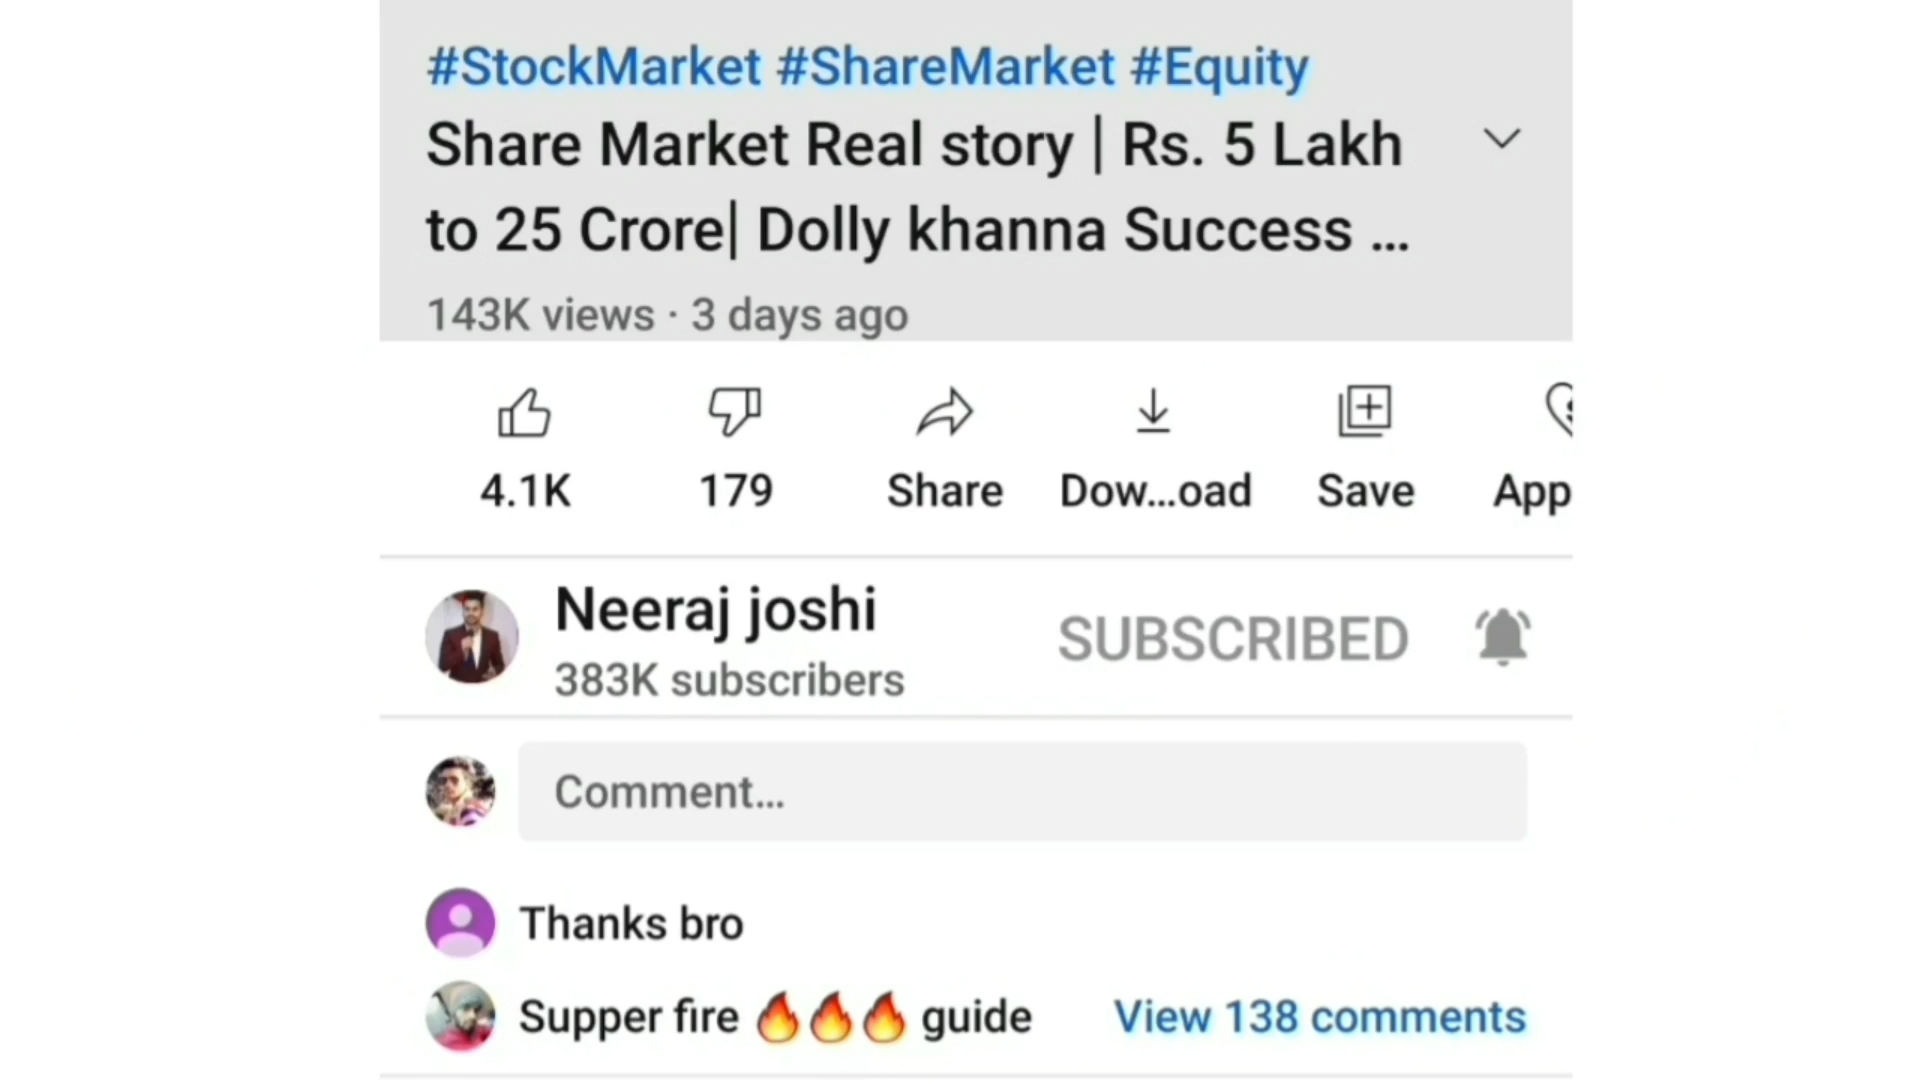 #StockMarket #ShareMarket #Equity
Share Market Real story | Rs. 5 Lakh
to 25 Crore| Dolly khanna Success ...
143K views · 3 days ago
4.1K 179 Share Dow...oad Save App
Neeraj joshi
SUBSCRIBED
383K subscribers
Comment...
Thanks bro
Supper fire 🔥🔥🔥 guide View 138 comments